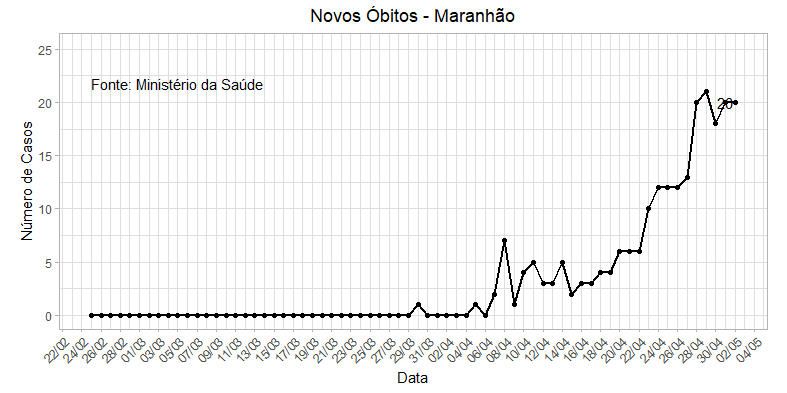 Novos Óbitos - Maranhão
Fonte: Ministério da Saúde
20
Número de Casos
25
20
15
10
5
0
22/02 24/02 26/02 28/02 01/03 03/03 05/03 07/03 09/03 11/03 13/03 15/03 17/03 19/03 21/03 23/03 25/03 27/03 29/03 31/03 02/04 04/04 06/04 08/04 10/04 12/04 14/04 16/04 18/04 20/04 22/04 24/04 26/04 28/04 30/04 02/05 04/05
Data